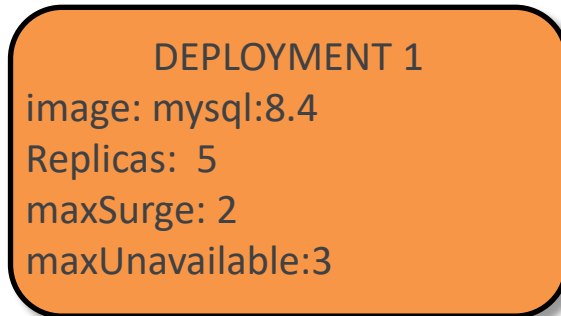 DEPLOYMENT 1
image: mysql:8.4
Replicas:  5
maxSurge: 2
maxUnavailable:3